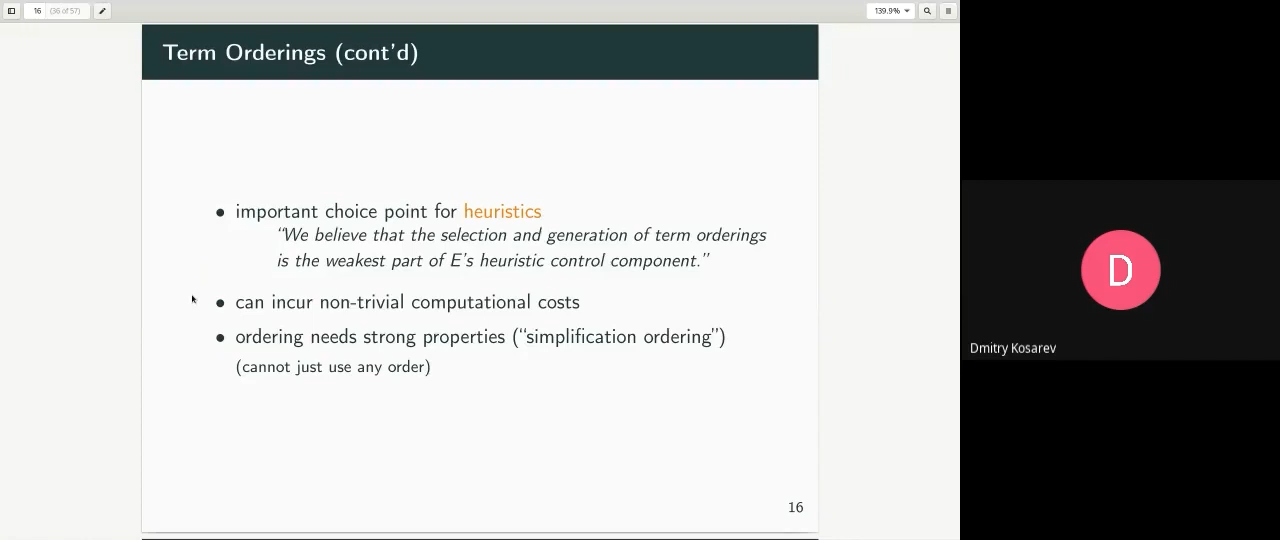 16 (36 of 57) 139.9%
Term Orderings (cont'd)
• important choice point for heuristics
“We believe that the selection and generation of term orderings
is the weakest part of E's heuristic control component.”
• can incur non-trivial computational costs
• ordering needs strong properties (“simplification ordering”)
(cannot just use any order)
16
D
Dmitry Kosarev